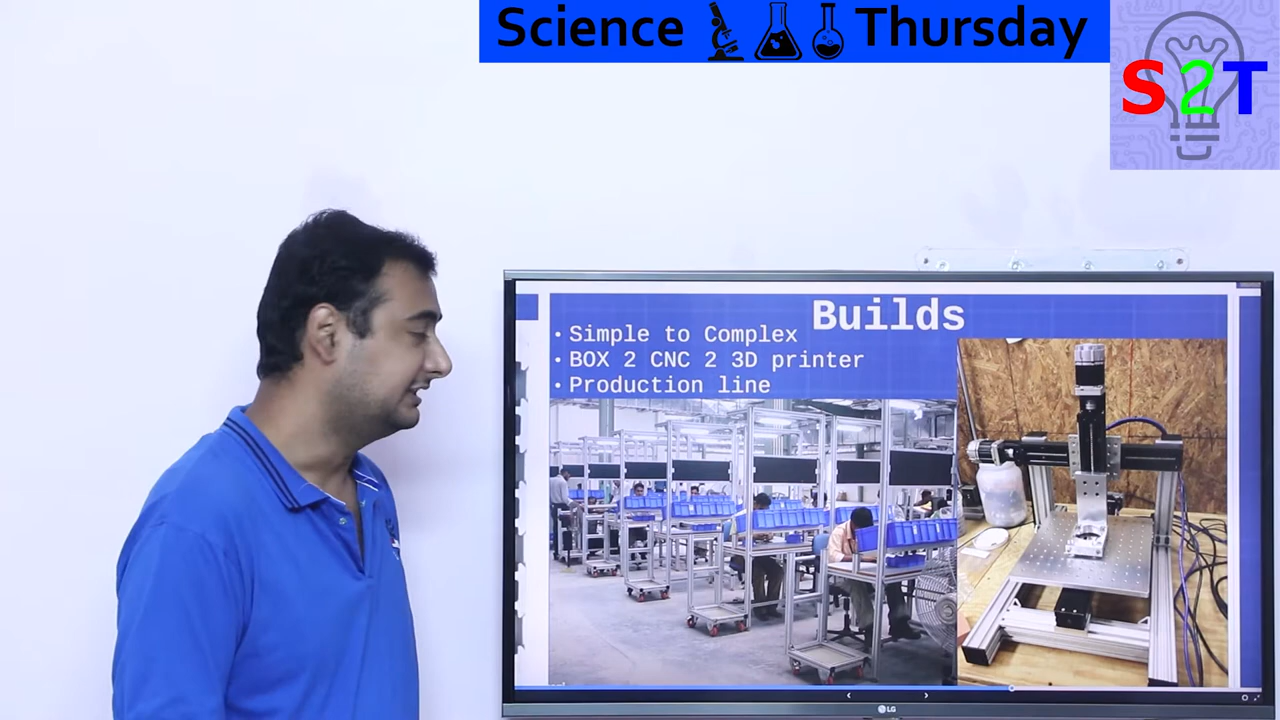 Science Thursday
S2T
Builds
• Simple to Complex
• BOX 2 CNC 2 3D printer
• Production line
LG